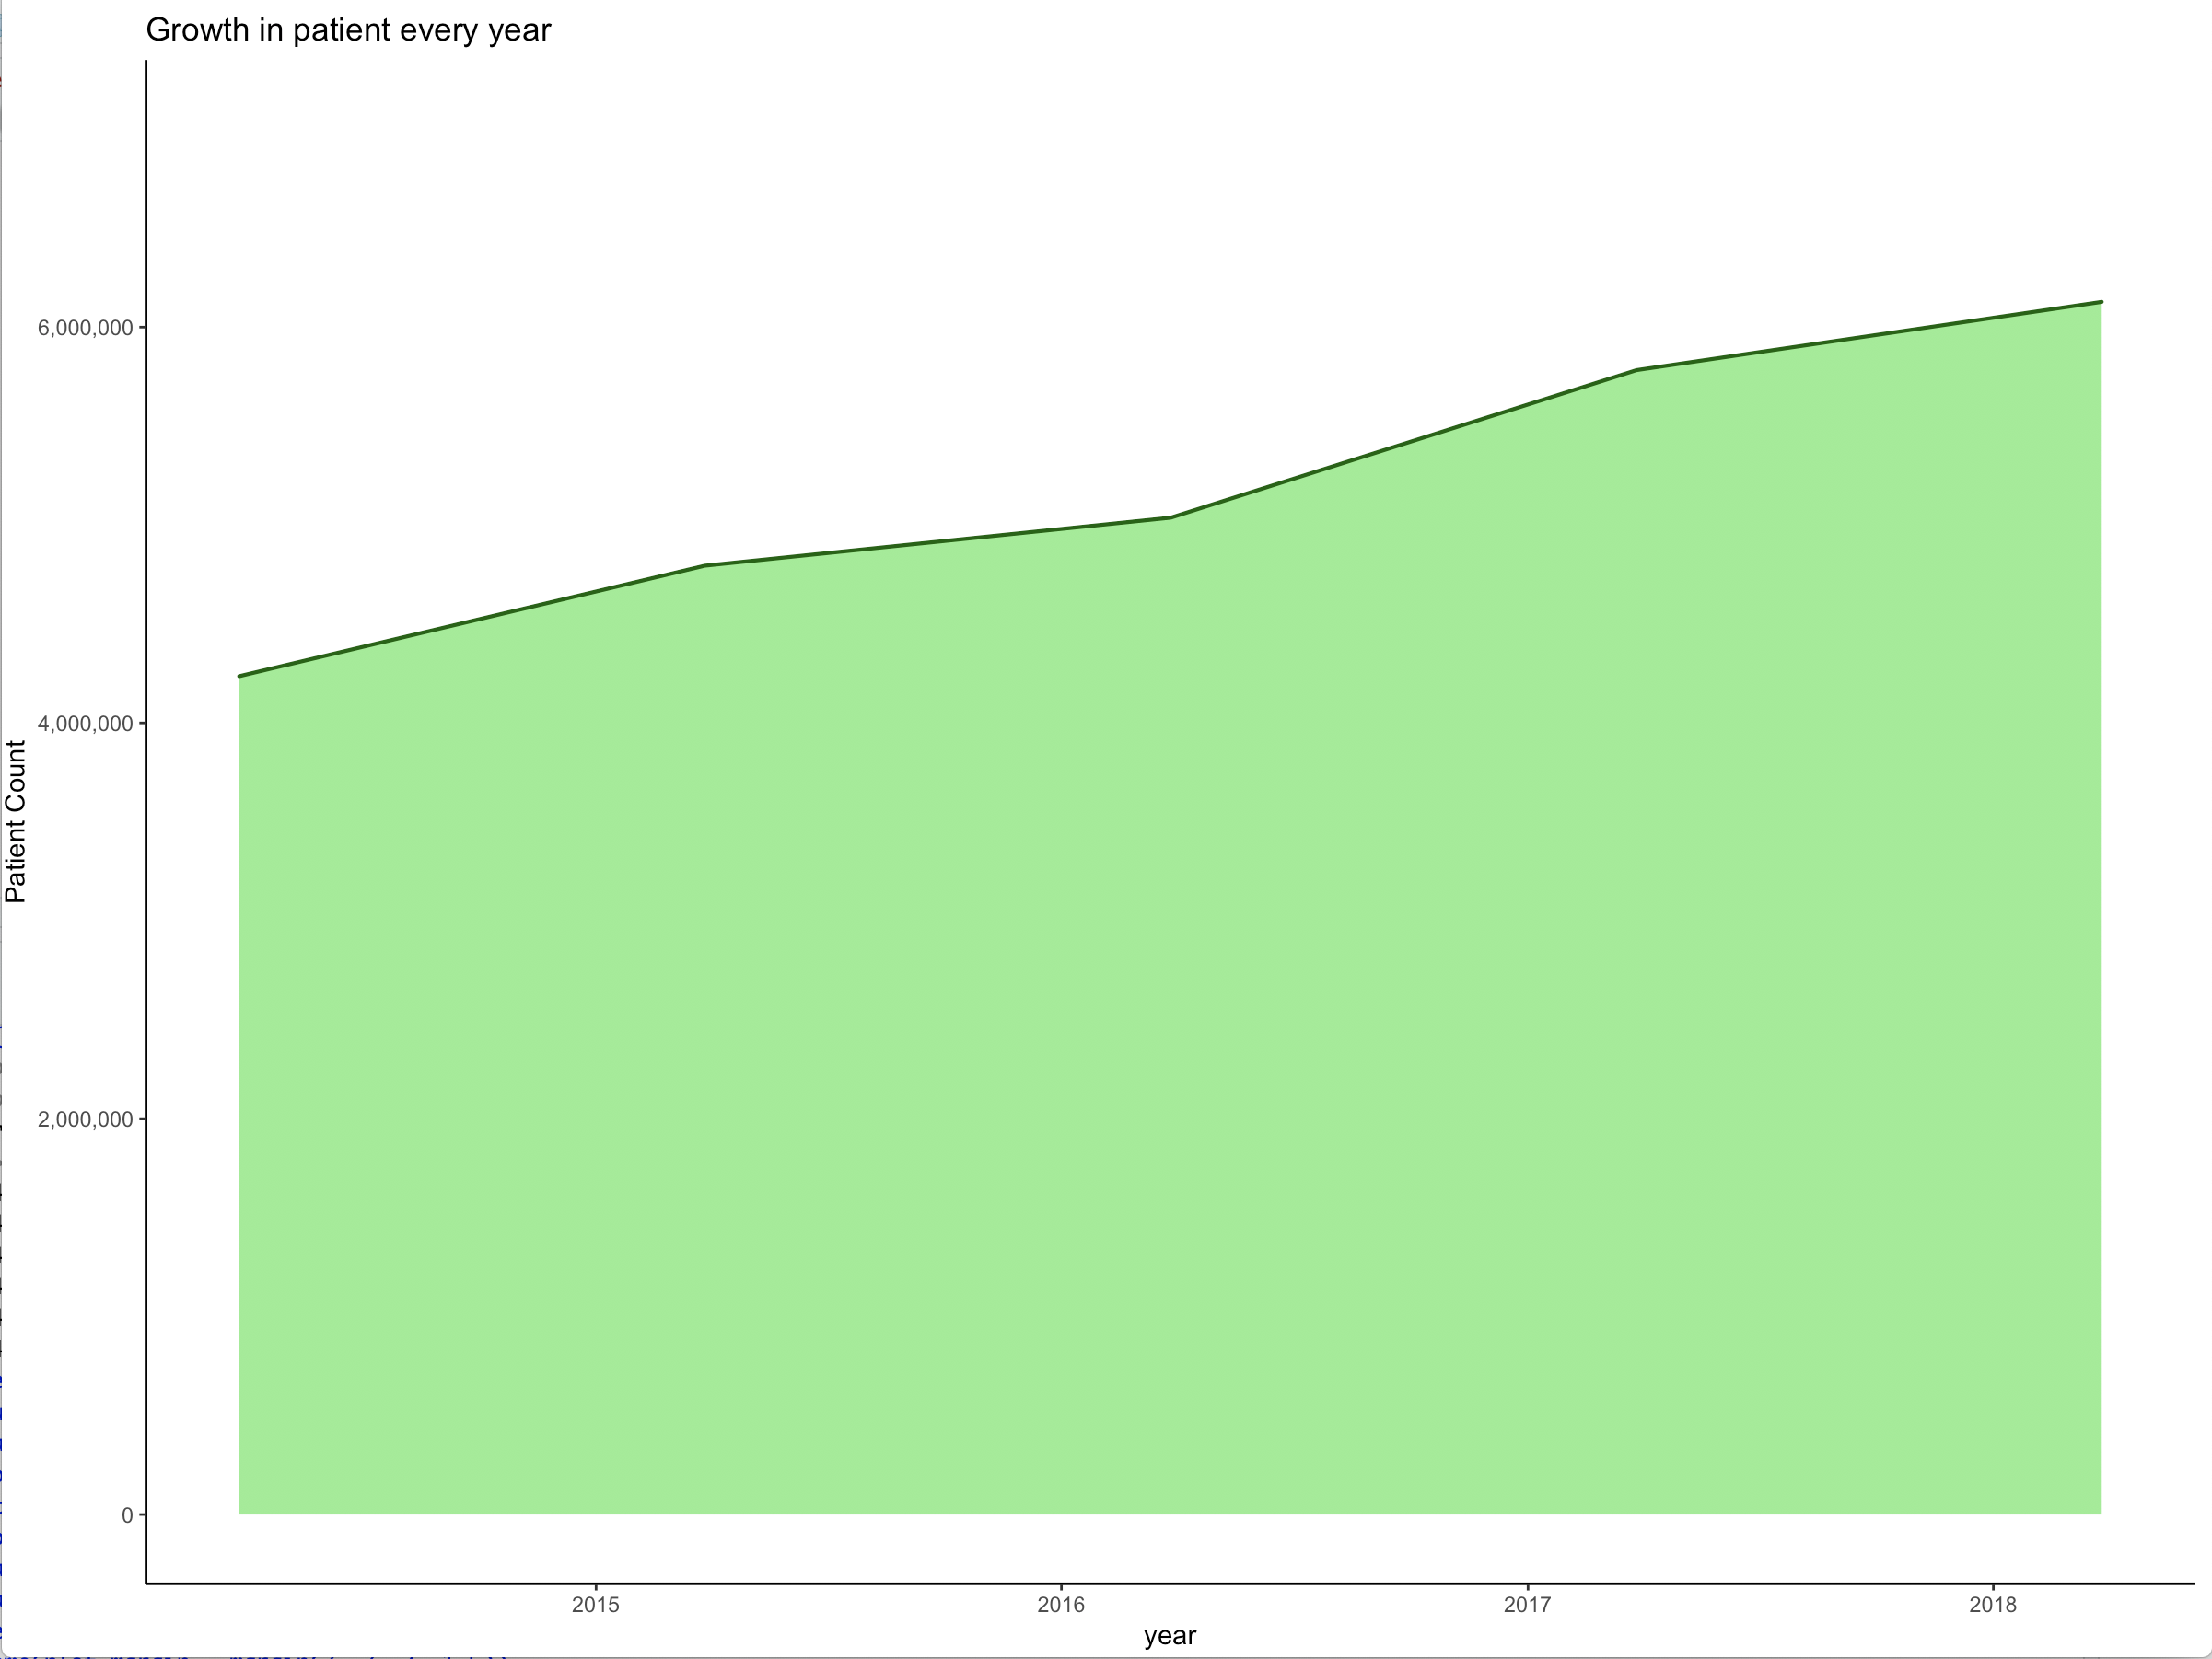 Growth in patient every year
6,000,000
4,000,000
2,000,000
0
Patient Count
2015 2016 2017 2018
year